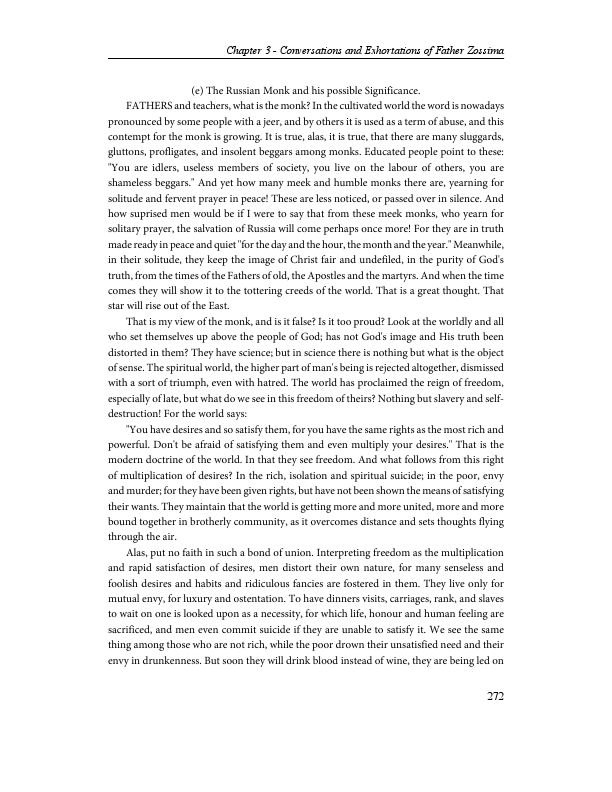 Chapter 3 - Conversations and Exhortations of Father Zossima
(e) The Russian Monk and his possible Significance.
FATHERS and teachers, what is the monk? In the cultivated world the word is nowadays
pronounced by some people with a jeer, and by others it is used as a term of abuse, and this
contempt for the monk is growing. It is true, alas, it is true, that there are many sluggards,
gluttons, profligates, and insolent beggars among monks. Educated people point to these:
"You are idlers, useless members of society, you live on the labour of others, you are
shameless beggars." And yet how many meek and humble monks there are, yearning for
solitude and fervent prayer in peace! These are less noticed, or passed over in silence. And
how suprised men would be if I were to say that from these meek monks, who yearn for
solitary prayer, the salvation of Russia will come perhaps once more! For they are in truth
made ready in peace and quiet "for the day and the hour, the month and the year." Meanwhile,
in their solitude, they keep the image of Christ fair and undefiled, in the purity of God's
truth, from the times of the Fathers of old, the Apostles and the martyrs. And when the time
comes they will show it to the tottering creeds of the world. That is a great thought. That
star will rise out of the East.
That is my view of the monk, and is it false? Is it too proud? Look at the worldly and all
who set themselves up above the people of God; has not God's image and His truth been
distorted in them? They have science; but in science there is nothing but what is the object
of sense. The spiritual world, the higher part of man's being is rejected altogether, dismissed
with a sort of triumph, even with hatred. The world has proclaimed the reign of freedom,
especially of late, but what do we see in this freedom of theirs? Nothing but slavery and self-
destruction! For the world says:
"You have desires and so satisfy them, for you have the same rights as the most rich and
powerful. Don't be afraid of satisfying them and even multiply your desires." That is the
modern doctrine of the world. In that they see freedom. And what follows from this right
of multiplication of desires? In the rich, isolation and spiritual suicide; in the poor, envy
and murder; for they have been given rights, but have not been shown the means of satisfying
their wants. They maintain that the world is getting more and more united, more and more
bound together in brotherly community, as it overcomes distance and sets thoughts flying
through the air.
Alas, put no faith in such a bond of union. Interpreting freedom as the multiplication
and rapid satisfaction of desires, men distort their own nature, for many senseless and
foolish desires and habits and ridiculous fancies are fostered in them. They live only for
mutual envy, for luxury and ostentation. To have dinners visits, carriages, rank, and slaves
to wait on one is looked upon as a necessity, for which life, honour and human feeling are
sacrificed, and men even commit suicide if they are unable to satisfy it. We see the same
thing among those who are not rich, while the poor drown their unsatisfied need and their
envy in drunkenness. But soon they will drink blood instead of wine, they are being led on
272